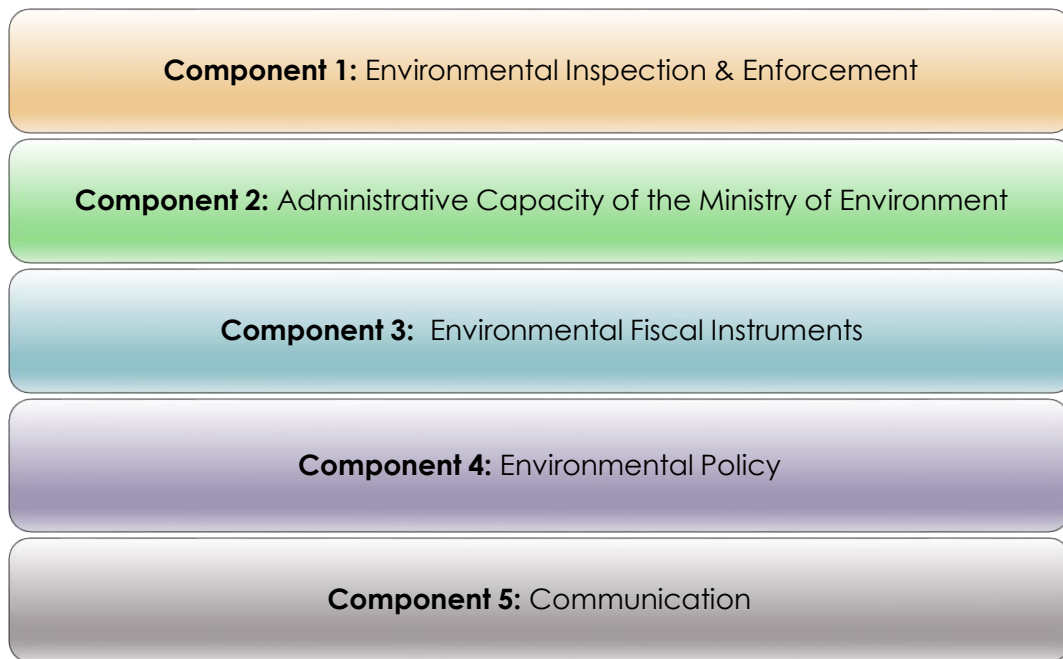 Component 1: Environmental Inspection & Enforcement
Component 2: Administrative Capacity of the Ministry of Environment
Component 3: Environmental Fiscal Instruments
Component 4: Environmental Policy
Component 5: Communication